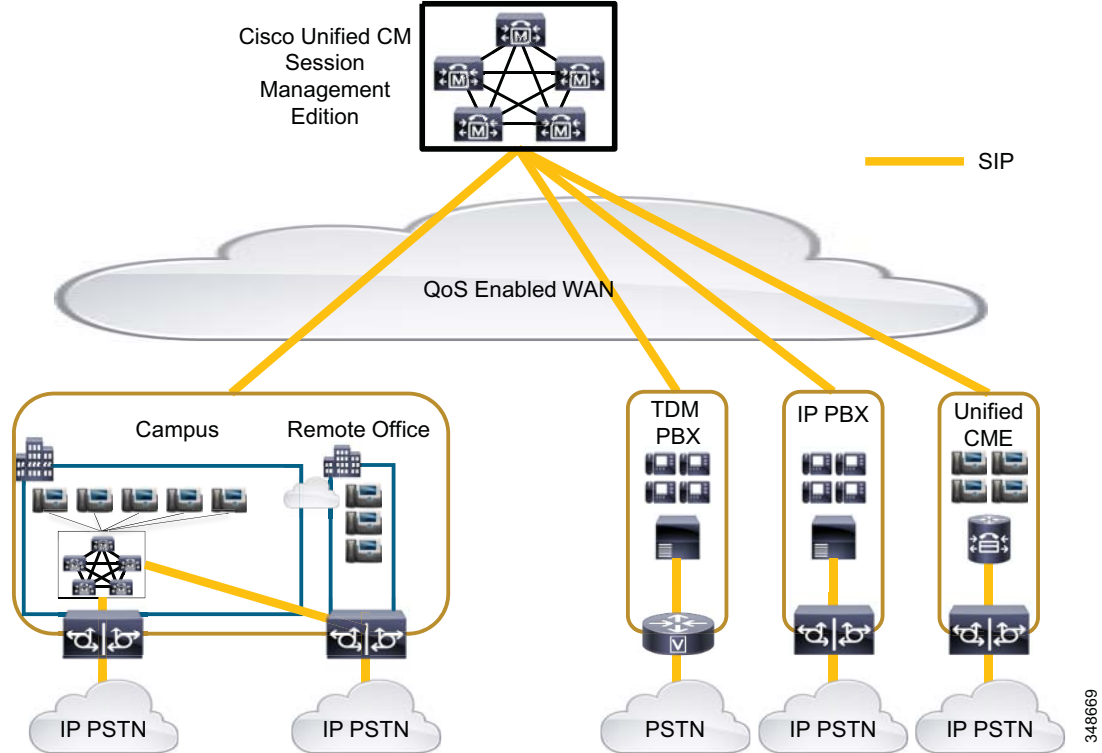 Cisco Unified CM
Session
Management
Edition
SIP
QoS Enabled WAN
Campus
Remote Office
TDM
PBX
IP PBX
Unified
CME
M
M
M
M
M
V
IP PSTN
IP PSTN
PSTN
IP PSTN
IP PSTN
348669